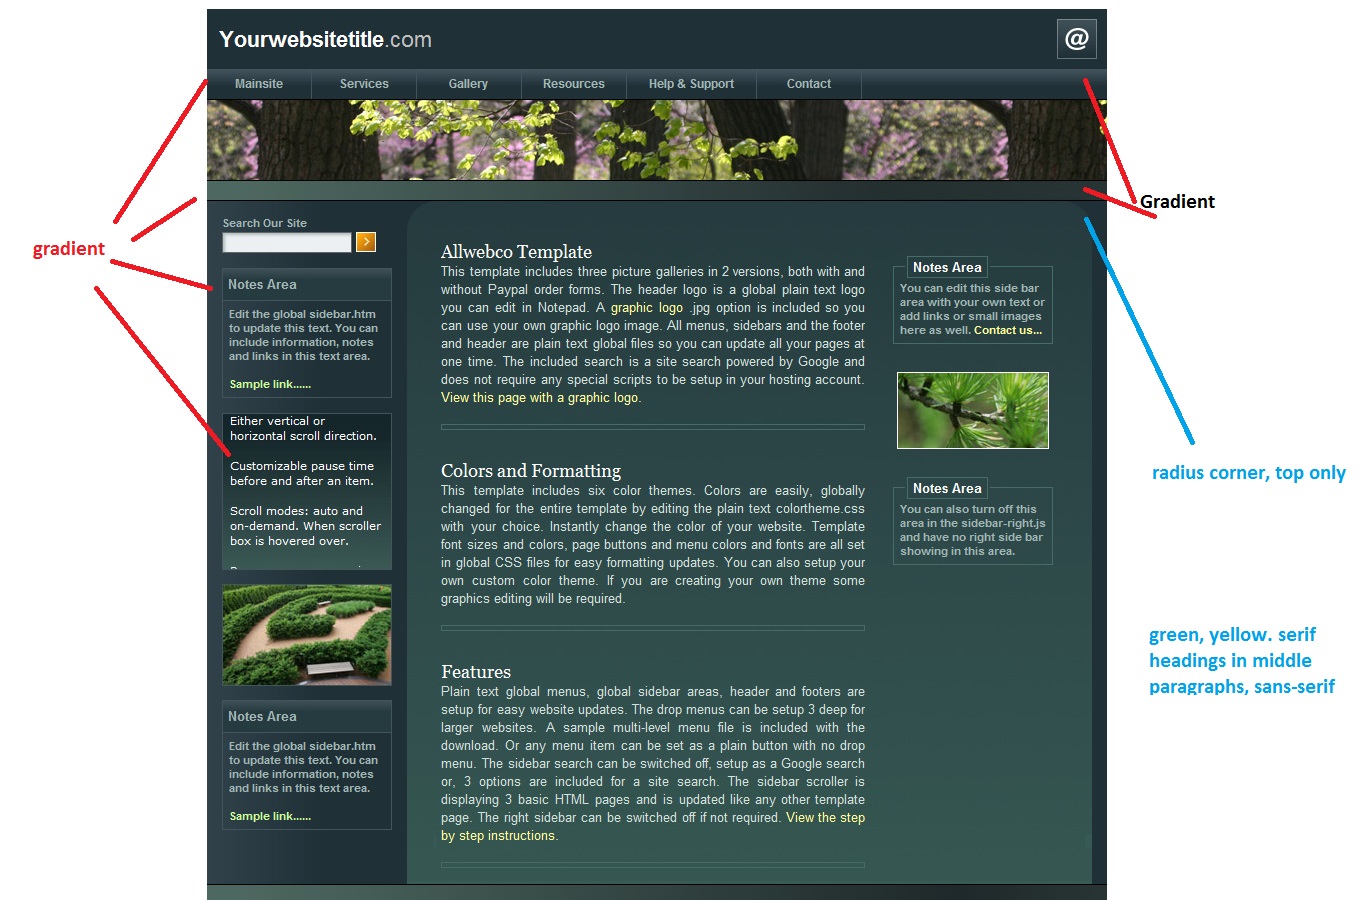 Yourwebsitetitle.com
@
Mainsite Services Gallery Resources Help & Support Contact
gradient
Gradient
Search Our Site
Notes Area
Edit the global sidebar.htm
to update this text. You can
include information, notes
and links in this text area.
Sample link......
Either vertical or
horizontal scroll direction.
Customizable pause time
before and after an item.
Scroll modes: auto and
on-demand. When scroller
box is hovered over.
Notes Area
Edit the global sidebar.htm
to update this text. You can
include information, notes
and links in this text area.
Sample link......
Allwebco Template
This template includes three picture galleries in 2 versions, both with and
without Paypal order forms. The header logo is a global plain text logo
you can edit in Notepad. A graphic logo .jpg option is included so you
can use your own graphic logo image. All menus, sidebars and the footer
and header are plain text global files so you can update all your pages at
one time. The included search is a site search powered by Google and
does not require any special scripts to be setup in your hosting account.
View this page with a graphic logo.
Colors and Formatting
This template includes six color themes. Colors are easily, globally
changed for the entire template by editing the plain text colortheme.css
with your choice. Instantly change the color of your website. Template
font sizes and colors, page buttons and menu colors and fonts are all set
in global CSS files for easy formatting updates. You can also setup your
own custom color theme. If you are creating your own theme some
graphics editing will be required.
Features
Plain text global menus, global sidebar areas, header and footers are
setup for easy website updates. The drop menus can be setup 3 deep for
larger websites. A sample multi-level menu file is included with the
download. Or any menu item can be set as a plain button with no drop
menu. The sidebar search can be switched off, setup as a Google search
or, 3 options are included for a site search. The sidebar scroller is
displaying 3 basic HTML pages and is updated like any other template
page. The right sidebar can be switched off if not required. View the step
by step instructions.
Notes Area
You can edit this side bar
area with your own text or
add links or small images
here as well. Contact us...
Notes Area
You can also turn off this
area in the sidebar-right.js
and have no right side bar
showing in this area.
radius corner, top only
green, yellow. serif
headings in middle
paragraphs, sans-serif